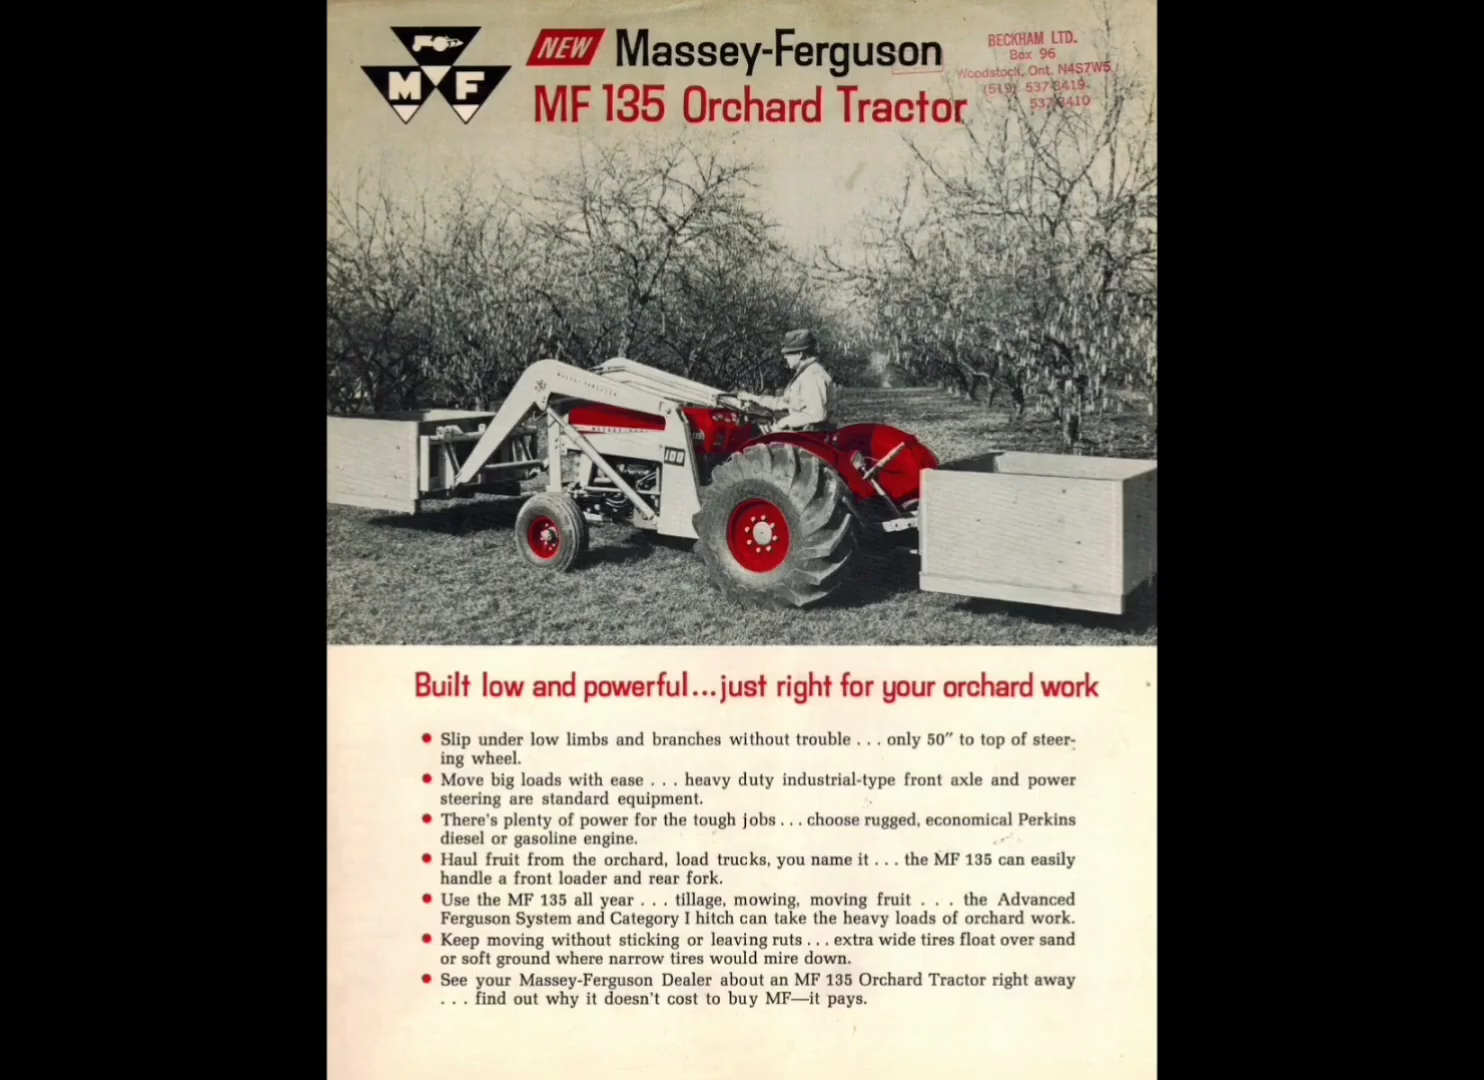 M F
NEW Massey-Ferguson
MF 135 Orchard Tractor
BECKHAM LTD.
Box 96
Woodstock, Ont. N4S7W5
(519) 537-8419
537-8410
MASSEY-FERGUSON
100
Built low and powerful...just right for your orchard work
● Slip under low limbs and branches without trouble . . . only 50″ to top of steer-
ing wheel.
● Move big loads with ease . . . heavy duty industrial-type front axle and power
steering are standard equipment.
● There's plenty of power for the tough jobs . . . choose rugged, economical Perkins
diesel or gasoline engine.
● Haul fruit from the orchard, load trucks, you name it . . . the MF 135 can easily
handle a front loader and rear fork.
● Use the MF 135 all year . . . tillage, mowing, moving fruit . . . the Advanced
Ferguson System and Category I hitch can take the heavy loads of orchard work.
● Keep moving without sticking or leaving ruts . . . extra wide tires float over sand
or soft ground where narrow tires would mire down.
● See your Massey-Ferguson Dealer about an MF 135 Orchard Tractor right away
. . . find out why it doesn't cost to buy MF—it pays.